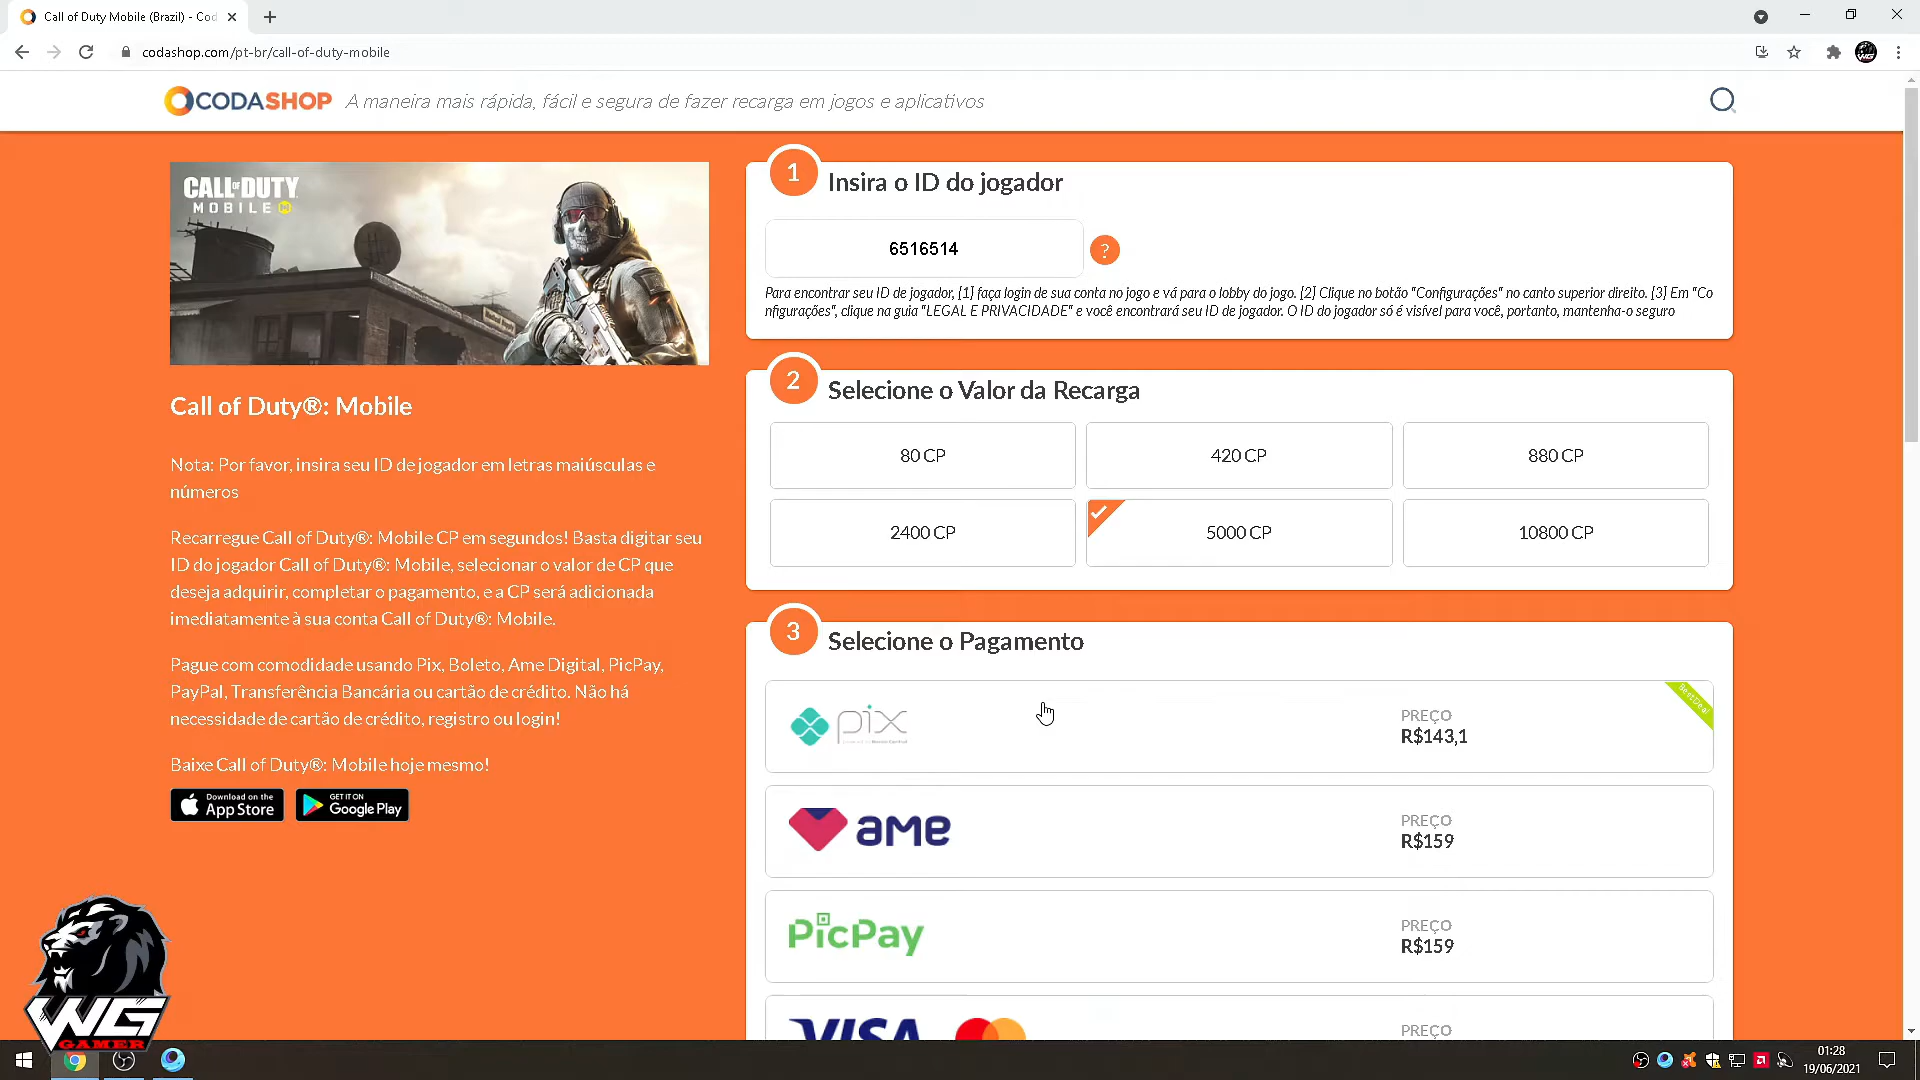 Call of Duty Mobile (Brazil) - Cod
codashop.com/pt-br/call-of-duty-mobile
CODASHOP
A maneira mais rápida, fácil e segura de fazer recarga em jogos e aplicativos
CALL OF DUTY
MOBILE
Call of Duty®: Mobile
Nota: Por favor, insira seu ID de jogador em letras maiúsculas e
números
Recarregue Call of Duty®: Mobile CP em segundos! Basta digitar seu
ID do jogador Call of Duty®: Mobile, selecionar o valor de CP que
deseja adquirir, completar o pagamento, e a CP será adicionada
imediatamente à sua conta Call of Duty®: Mobile.
Pague com comodidade usando Pix, Boleto, Ame Digital, PicPay,
PayPal, Transferência Bancária ou cartão de crédito. Não há
necessidade de cartão de crédito, registro ou login!
Baixe Call of Duty®: Mobile hoje mesmo!
Download on the
App Store
GET IT ON
Google Play
1
Insira o ID do jogador
6516514
?
Para encontrar seu ID de jogador, [1] faça login de sua conta no jogo e vá para o lobby do jogo. [2] Clique no botão "Configurações" no canto superior direito. [3] Em "Co
nfigurações", clique na guia "LEGAL E PRIVACIDADE" e você encontrará seu ID de jogador. O ID do jogador só é visível para você, portanto, mantenha-o seguro
2
Selecione o Valor da Recarga
80 CP
420 CP
880 CP
2400 CP
5000 CP
10800 CP
3
Selecione o Pagamento
pix
PREÇO
R$143,1
Best Deal
ame
PREÇO
R$159
PicPay
PREÇO
R$159
VISA
PREÇO
WG
GAMER
01:28
19/06/2021